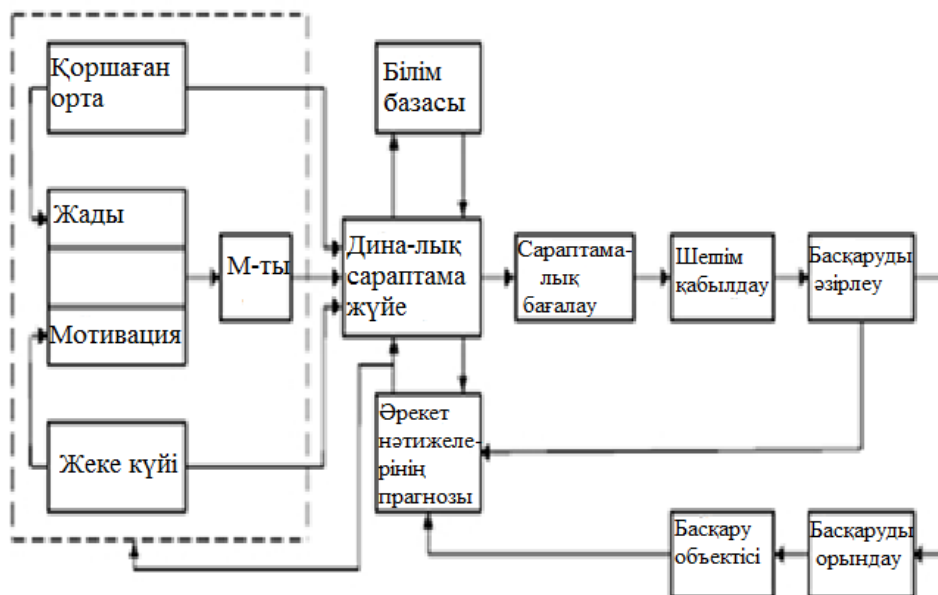 Қоршаған
орта
Жады
Мотивация
Жеке күйі
М-ты
Білім
базасы
Дина-лық
сараптама
жүйе
Әрекет
нәтижеле-
рінің
прагнозы
Сараптама-
лық
бағалау
Шешім
қабылдау
Басқаруды
әзірлеу
Басқару
объектісі
Басқаруды
орындау